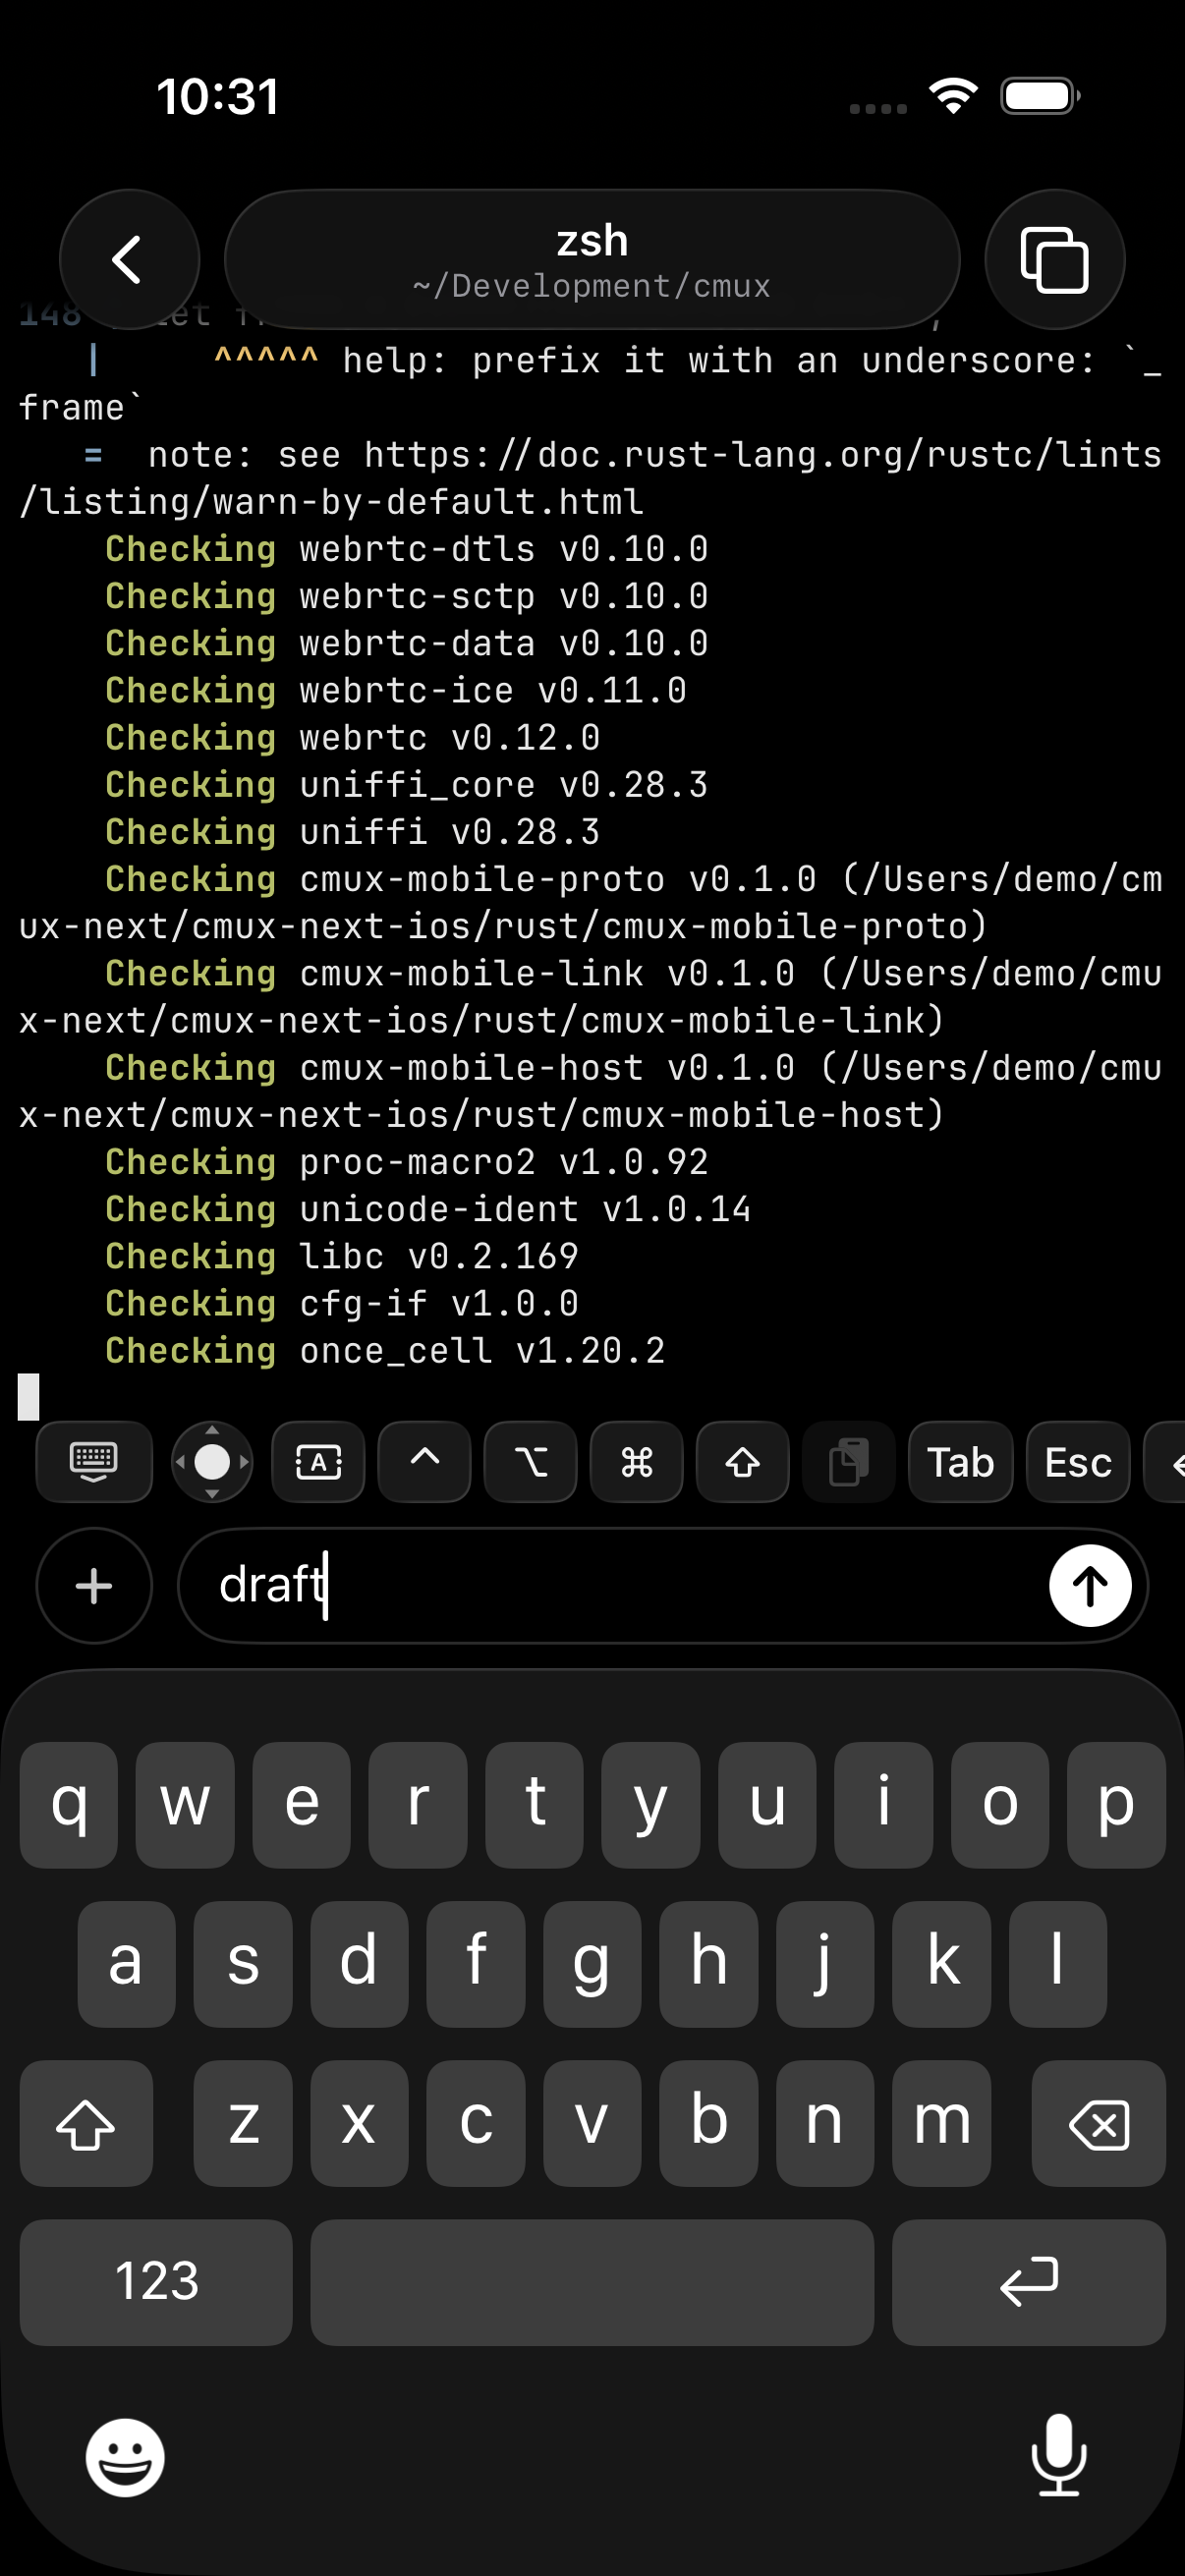 10:31
zsh
~/Development/cmux
148
| ^^^^^ help: prefix it with an underscore: `_
frame`
= note: see https://doc.rust-lang.org/rustc/lints
/listing/warn-by-default.html
Checking webrtc-dtls v0.10.0
Checking webrtc-sctp v0.10.0
Checking webrtc-data v0.10.0
Checking webrtc-ice v0.11.0
Checking webrtc v0.12.0
Checking uniffi_core v0.28.3
Checking uniffi v0.28.3
Checking cmux-mobile-proto v0.1.0 (/Users/demo/cm
ux-next/cmux-next-ios/rust/cmux-mobile-proto)
Checking cmux-mobile-link v0.1.0 (/Users/demo/cmu
x-next/cmux-next-ios/rust/cmux-mobile-link)
Checking cmux-mobile-host v0.1.0 (/Users/demo/cmu
x-next/cmux-next-ios/rust/cmux-mobile-host)
Checking proc-macro2 v1.0.92
Checking unicode-ident v1.0.14
Checking libc v0.2.169
Checking cfg-if v1.0.0
Checking once_cell v1.20.2
A ^ ⌥ ⌘ Tab Esc
draft
q w e r t y u i o p
a s d f g h j k l
z x c v b n m
123